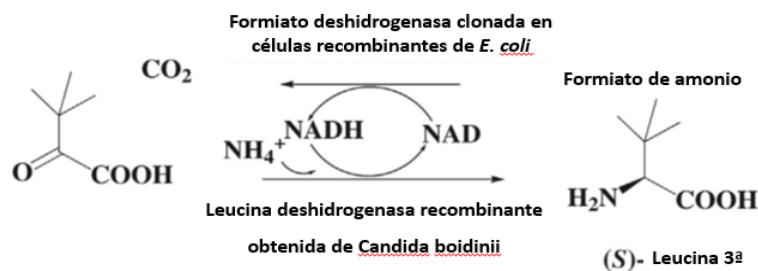 Formiato deshidrogenasa clonada en
células recombinantes de E. coli
CO2
Formiato de amonio
NADH
NAD
NH4+
O
COOH
H2N
COOH
Leucina deshidrogenasa recombinante
obtenida de Candida boidinii
(S)- Leucina 3ª